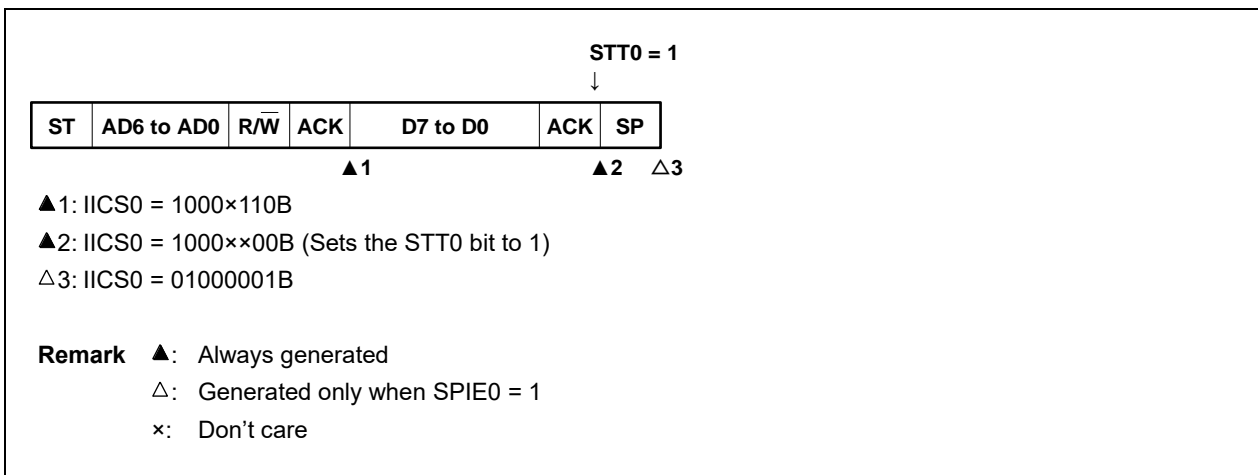 STT0 = 1
↓
ST AD6 to AD0 R/W̅ ACK D7 to D0 ACK SP
▲1 ▲2 △3
▲1: IICS0 = 1000×110B
▲2: IICS0 = 1000××00B (Sets the STT0 bit to 1)
△3: IICS0 = 01000001B
Remark ▲: Always generated
△: Generated only when SPIE0 = 1
×: Don't care